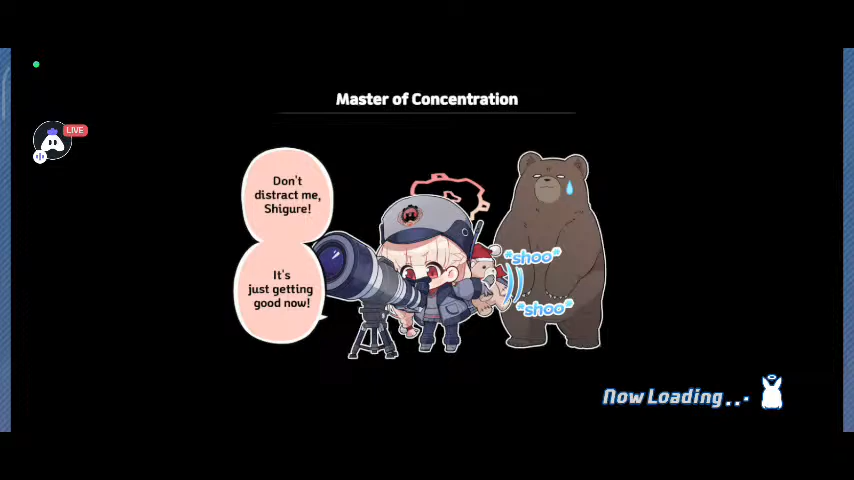 LIVE
Master of Concentration
Don't
distract me,
Shigure!
It's
just getting
good now!
*shoo*
*shoo*
Now Loading...